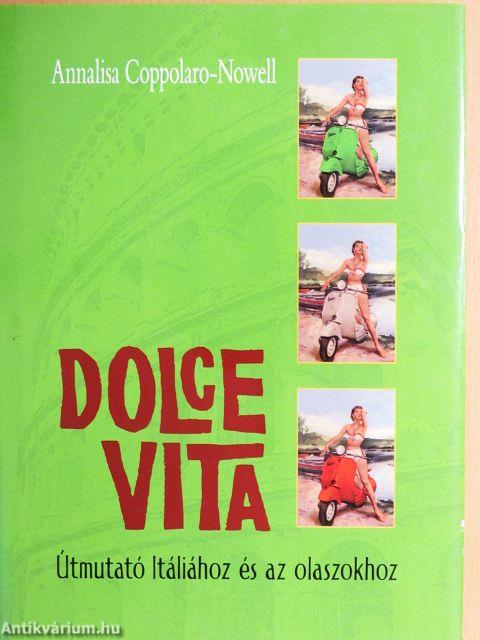 Annalisa Coppolaro-Nowell
DOLCE
VITA
Útmutató Itáliához és az olaszokhoz
Antikvárium.hu